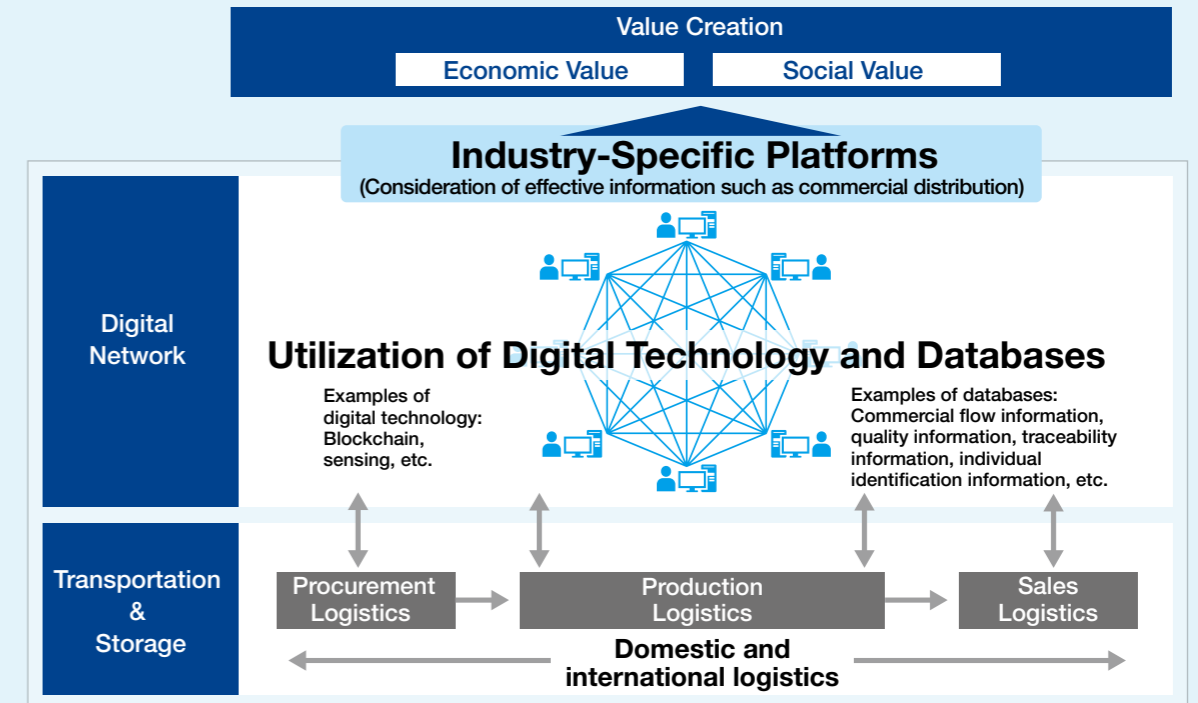 Value Creation
Economic Value
Social Value
Industry-Specific Platforms
(Consideration of effective information such as commercial distribution)
Digital
Network
Utilization of Digital Technology and Databases
Examples of
digital technology:
Blockchain,
sensing, etc.
Examples of databases:
Commercial flow information,
quality information, traceability
information, individual
identification information, etc.
Transportation
&
Storage
Procurement
Logistics
Production
Logistics
Sales
Logistics
Domestic and
international logistics